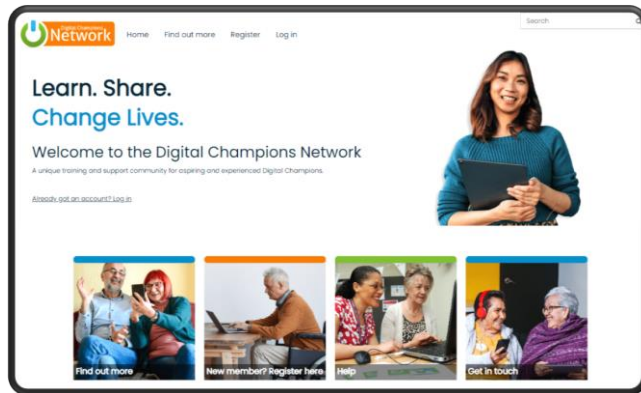 Digital Champions
Network
Home Find out more Register Log in
Search
Learn. Share.
Change Lives.
Welcome to the Digital Champions Network
A unique training and support community for aspiring and experienced Digital Champions.
Already got an account? Log in
Find out more
New member? Register here
Help
Get in touch